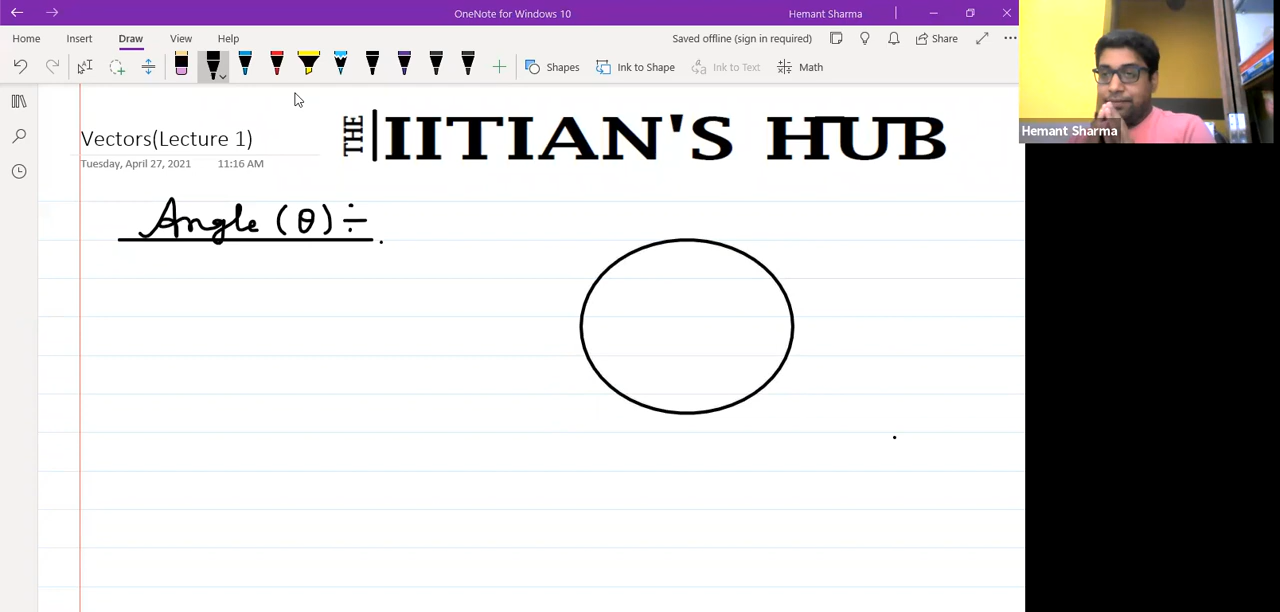 OneNote for Windows 10
Hemant Sharma
Home Insert Draw View Help
Saved offline (sign in required)
Share
Shapes
Ink to Shape
Ink to Text
Math
Hemant Sharma
Vectors(Lecture 1)
Tuesday, April 27, 2021 11:16 AM
THE IITIAN'S HUB
Angle (θ) ÷